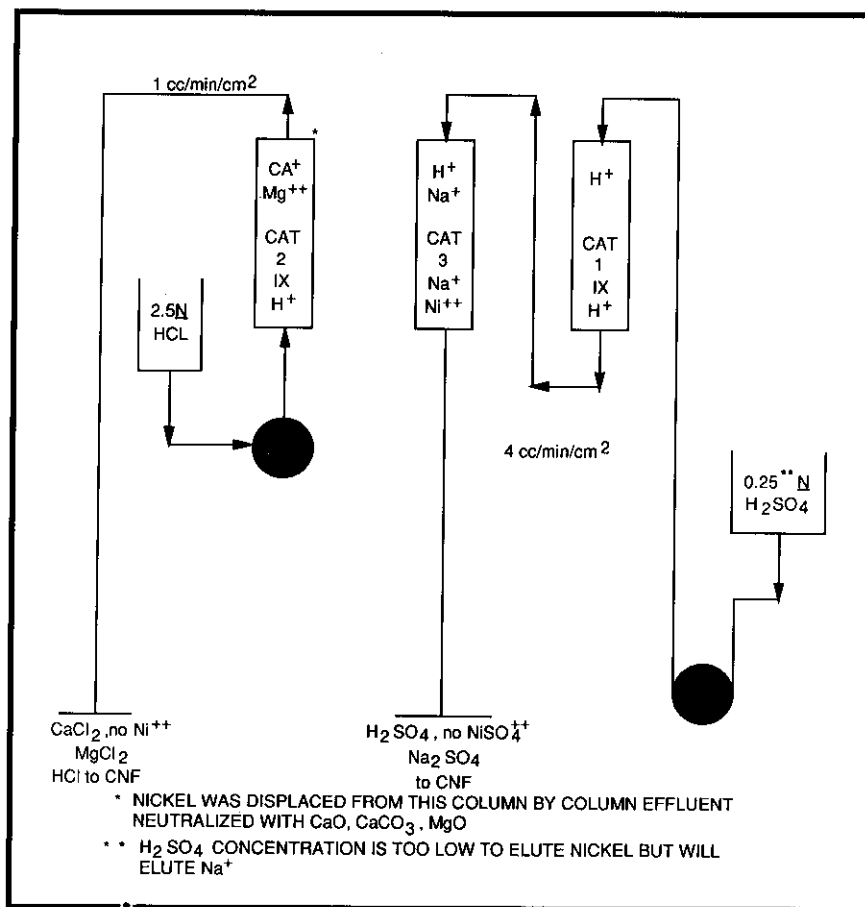 1 cc/min/cm2
*
CA+
Mg++
CAT
2
IX
H+
2.5N
HCL
H+
Na+
CAT
3
Na+
Ni++
H+
CAT
1
IX
H+
4 cc/min/cm2
0.25** N
H2SO4
CaCl2, no Ni++
MgCl2
HCl to CNF
H2SO4, no NiSO4++
Na2SO4
to CNF
* NICKEL WAS DISPLACED FROM THIS COLUMN BY COLUMN EFFLUENT
NEUTRALIZED WITH CaO, CaCO3, MgO
** H2SO4 CONCENTRATION IS TOO LOW TO ELUTE NICKEL BUT WILL
ELUTE Na+